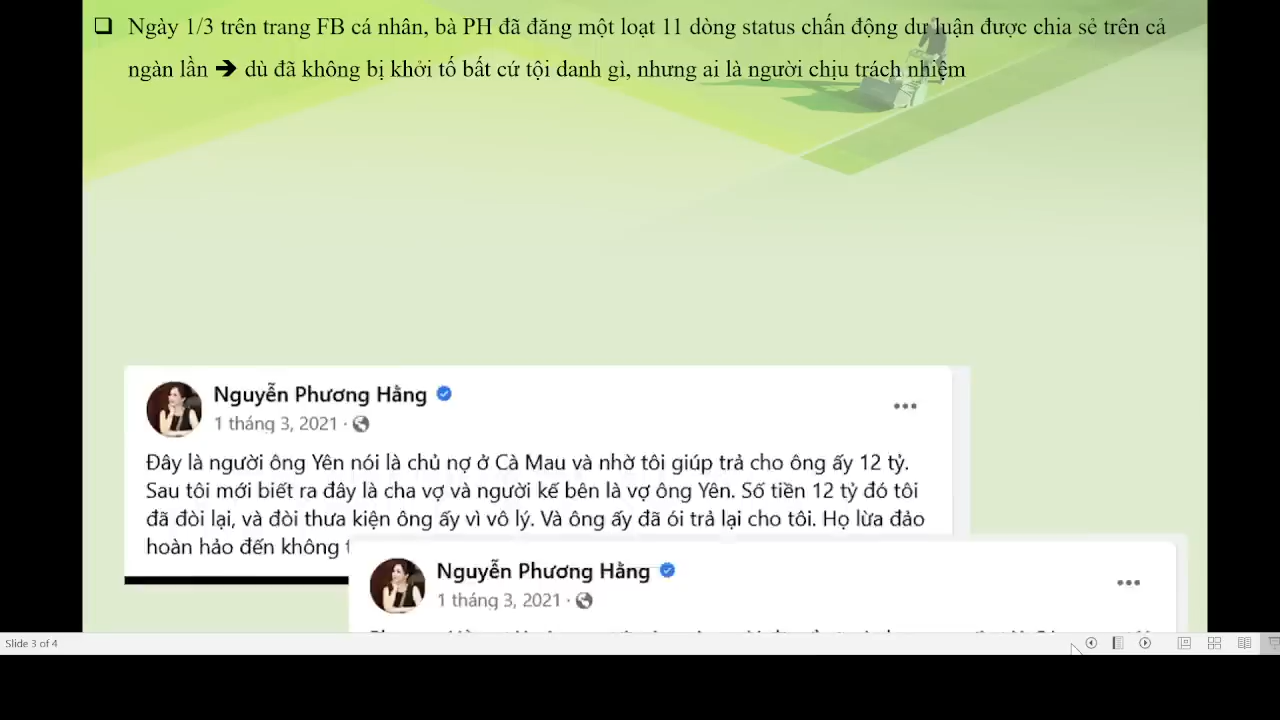 Ngày 1/3 trên trang FB cá nhân, bà PH đã đăng một loạt 11 dòng status chấn động dư luận được chia sẻ trên cả
ngàn lần ➔ dù đã không bị khởi tố bất cứ tội danh gì, nhưng ai là người chịu trách nhiệm
Nguyễn Phương Hằng
1 tháng 3, 2021 ·
Đây là người ông Yên nói là chủ nợ ở Cà Mau và nhờ tôi giúp trả cho ông ấy 12 tỷ.
Sau tôi mới biết ra đây là cha vợ và người kế bên là vợ ông Yên. Số tiền 12 tỷ đó tôi
đã đòi lại, và đòi thưa kiện ông ấy vì vô lý. Và ông ấy đã ói trả lại cho tôi. Họ lừa đảo
hoàn hảo đến không
Nguyễn Phương Hằng
1 tháng 3, 2021 ·
Slide 3 of 4